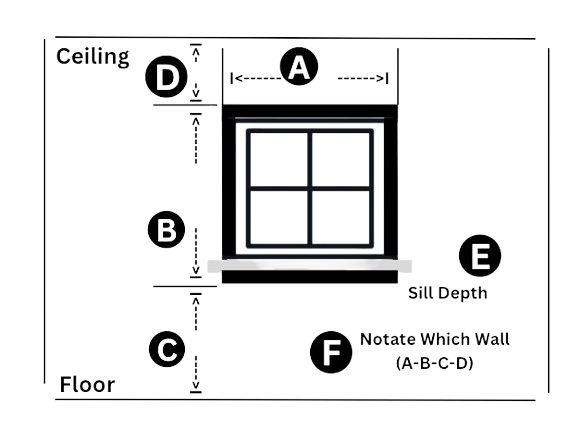 Ceiling
D
A
B
E
Sill Depth
C
F
Notate Which Wall
(A-B-C-D)
Floor